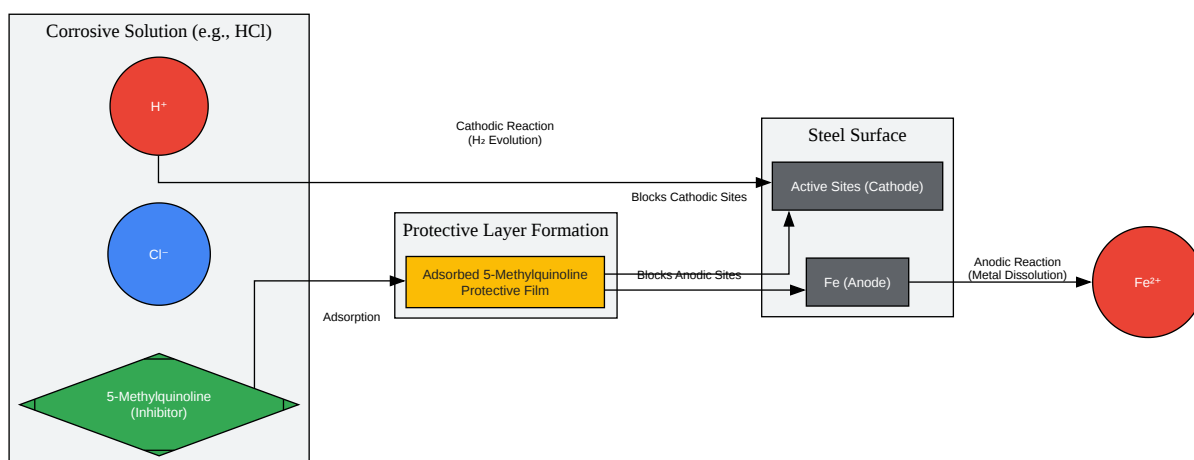 Corrosive Solution (e.g., HCl)
H⁺
Cl⁻
5-Methylquinoline
(Inhibitor)
Cathodic Reaction
(H₂ Evolution)
Blocks Cathodic Sites
Adsorption
Protective Layer Formation
Adsorbed 5-Methylquinoline
Protective Film
Blocks Anodic Sites
Steel Surface
Active Sites (Cathode)
Fe (Anode)
Anodic Reaction
(Metal Dissolution)
Fe²⁺